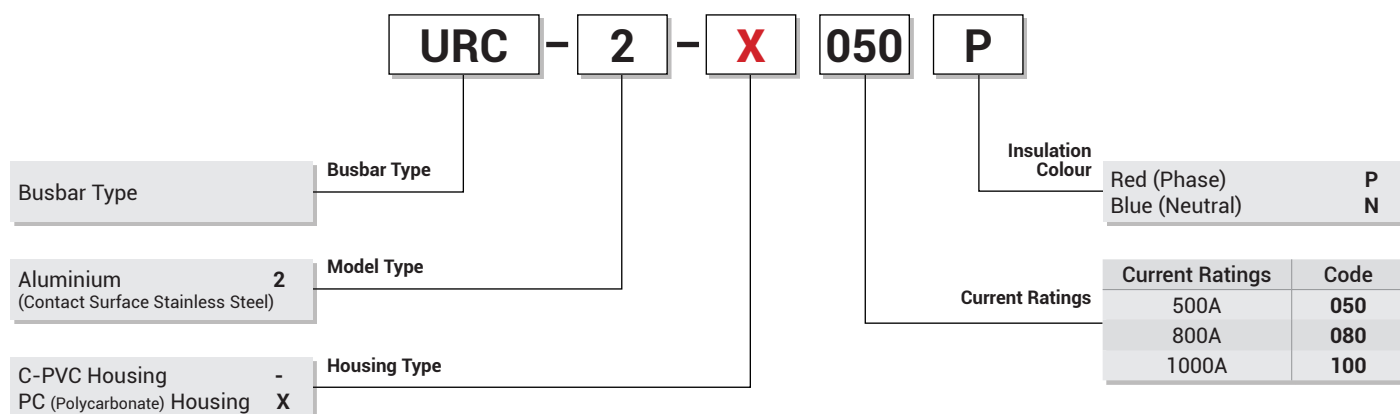 URC - 2 - X 050 P
Busbar Type
Busbar Type
Insulation
Colour
Red (Phase) P
Blue (Neutral) N
Aluminium 2
(Contact Surface Stainless Steel)
Model Type
Current Ratings
Current Ratings Code
500A 050
800A 080
1000A 100
C-PVC Housing -
PC (Polycarbonate) Housing X
Housing Type